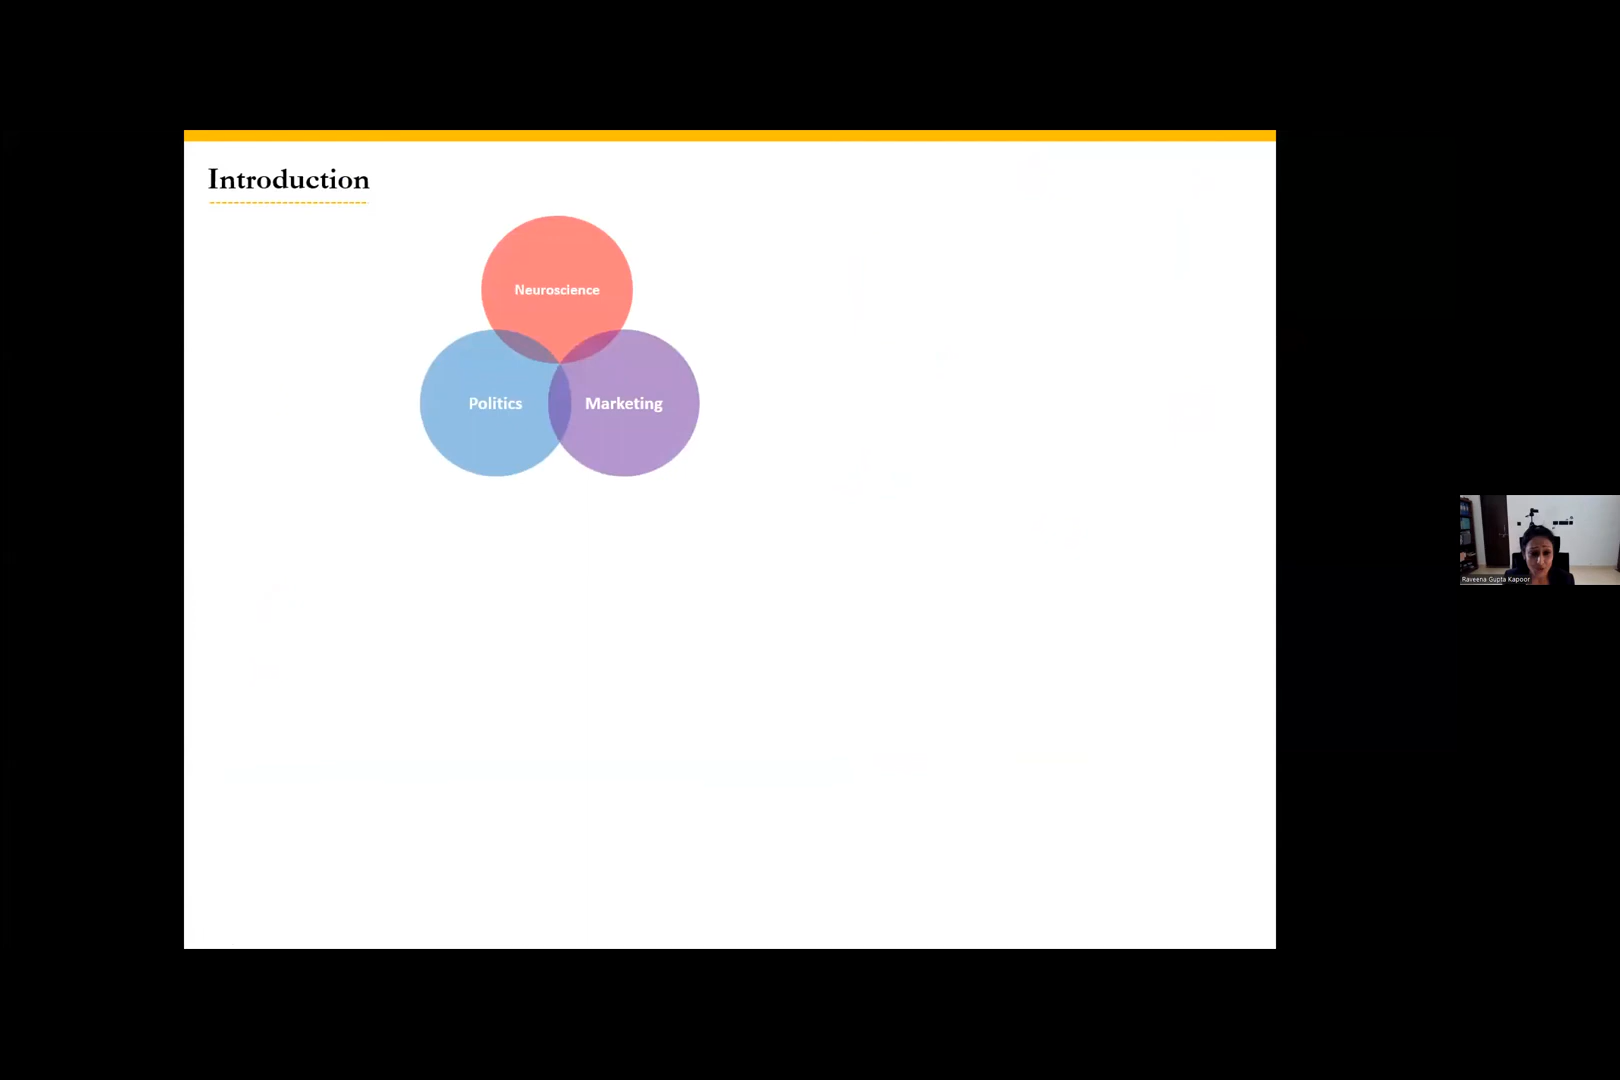 Introduction
Neuroscience
Politics
Marketing
Raveena Gupta Kapoor